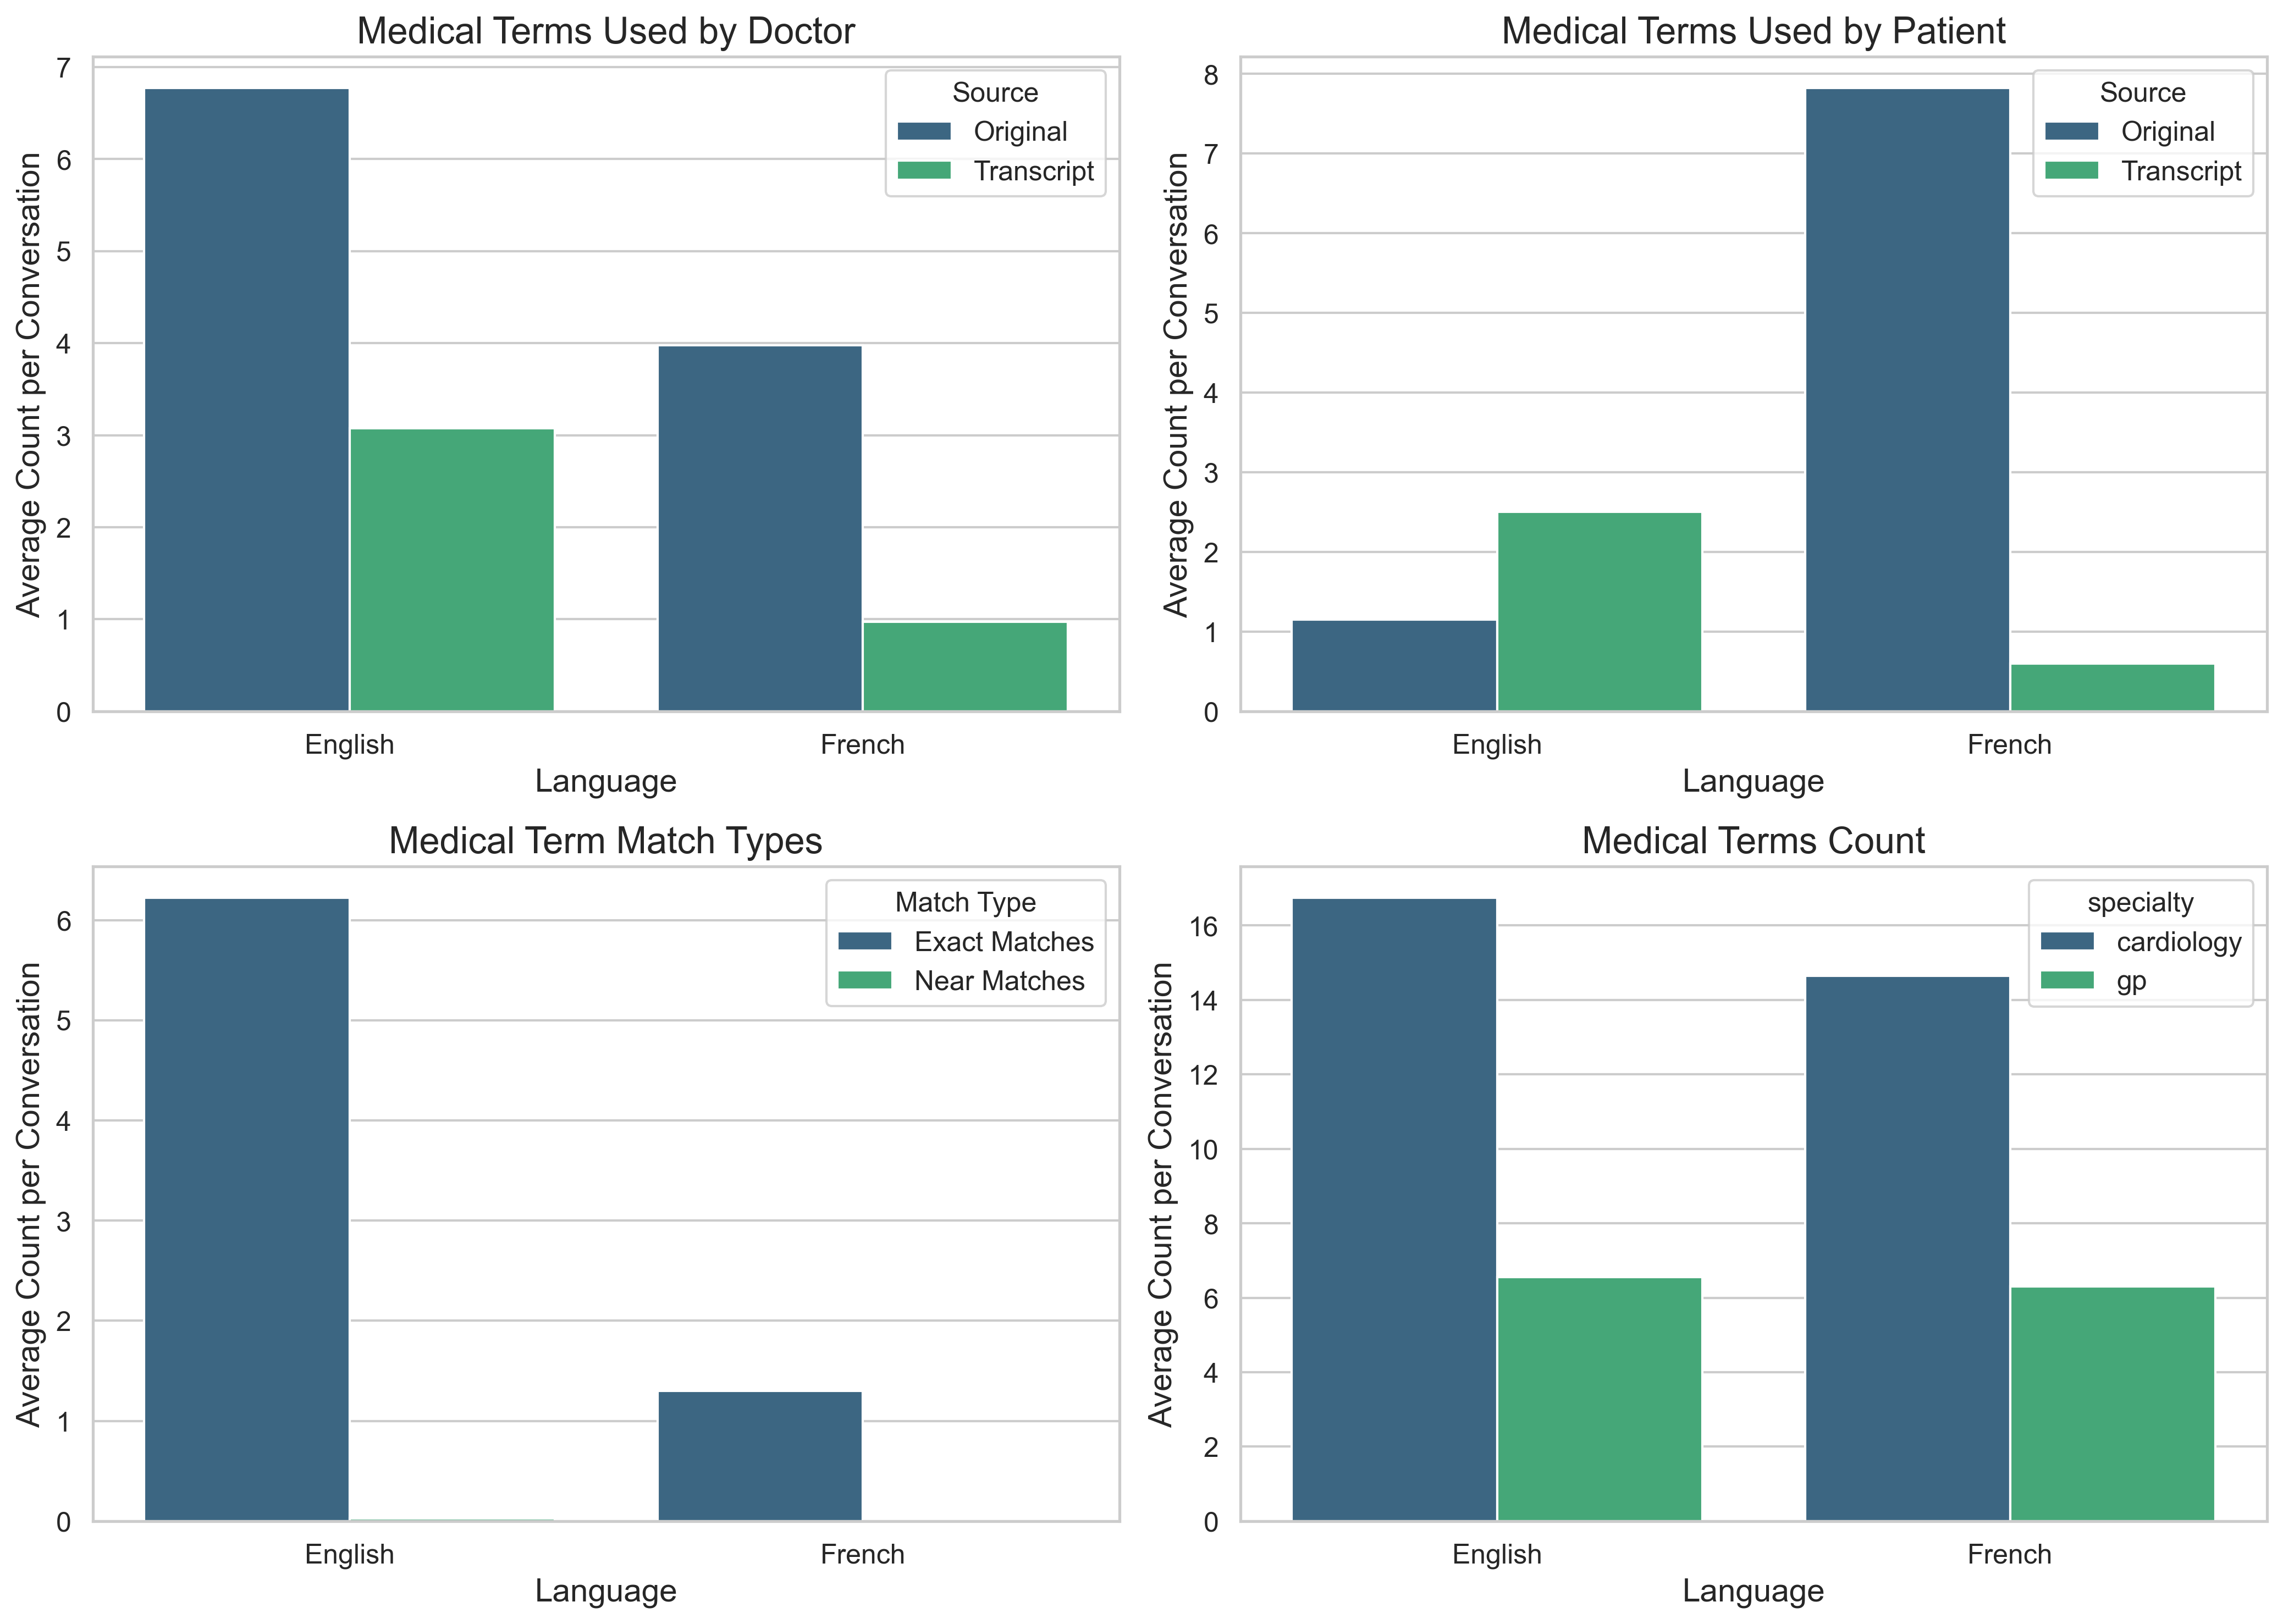 Medical Terms Used by Doctor
Average Count per Conversation
7
6
5
4
3
2
1
0
Source
Original
Transcript
English
French
Language
Medical Terms Used by Patient
Average Count per Conversation
8
7
6
5
4
3
2
1
0
Source
Original
Transcript
English
French
Language
Medical Term Match Types
Average Count per Conversation
6
5
4
3
2
1
0
Match Type
Exact Matches
Near Matches
English
French
Language
Medical Terms Count
Average Count per Conversation
16
14
12
10
8
6
4
2
0
specialty
cardiology
gp
English
French
Language